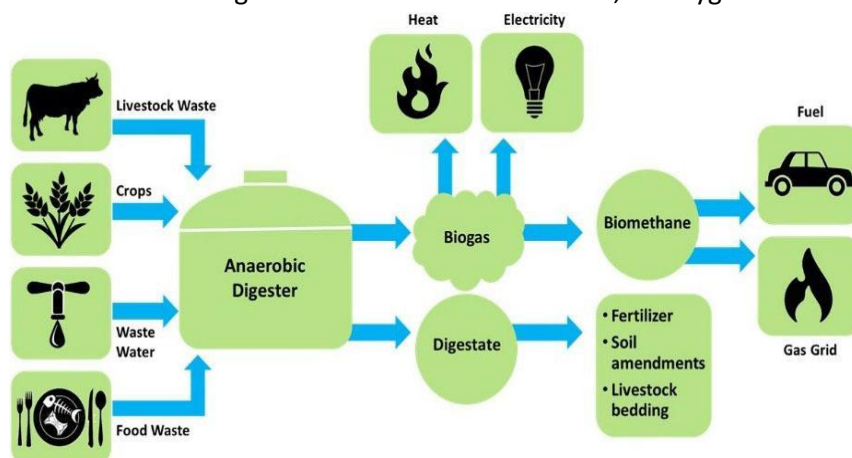 Heat
Electricity
Livestock Waste
Fuel
Crops
Biogas
Biomethane
Anaerobic
Digester
Waste
Water
Digestate
• Fertilizer
• Soil
amendments
• Livestock
bedding
Gas Grid
Food Waste